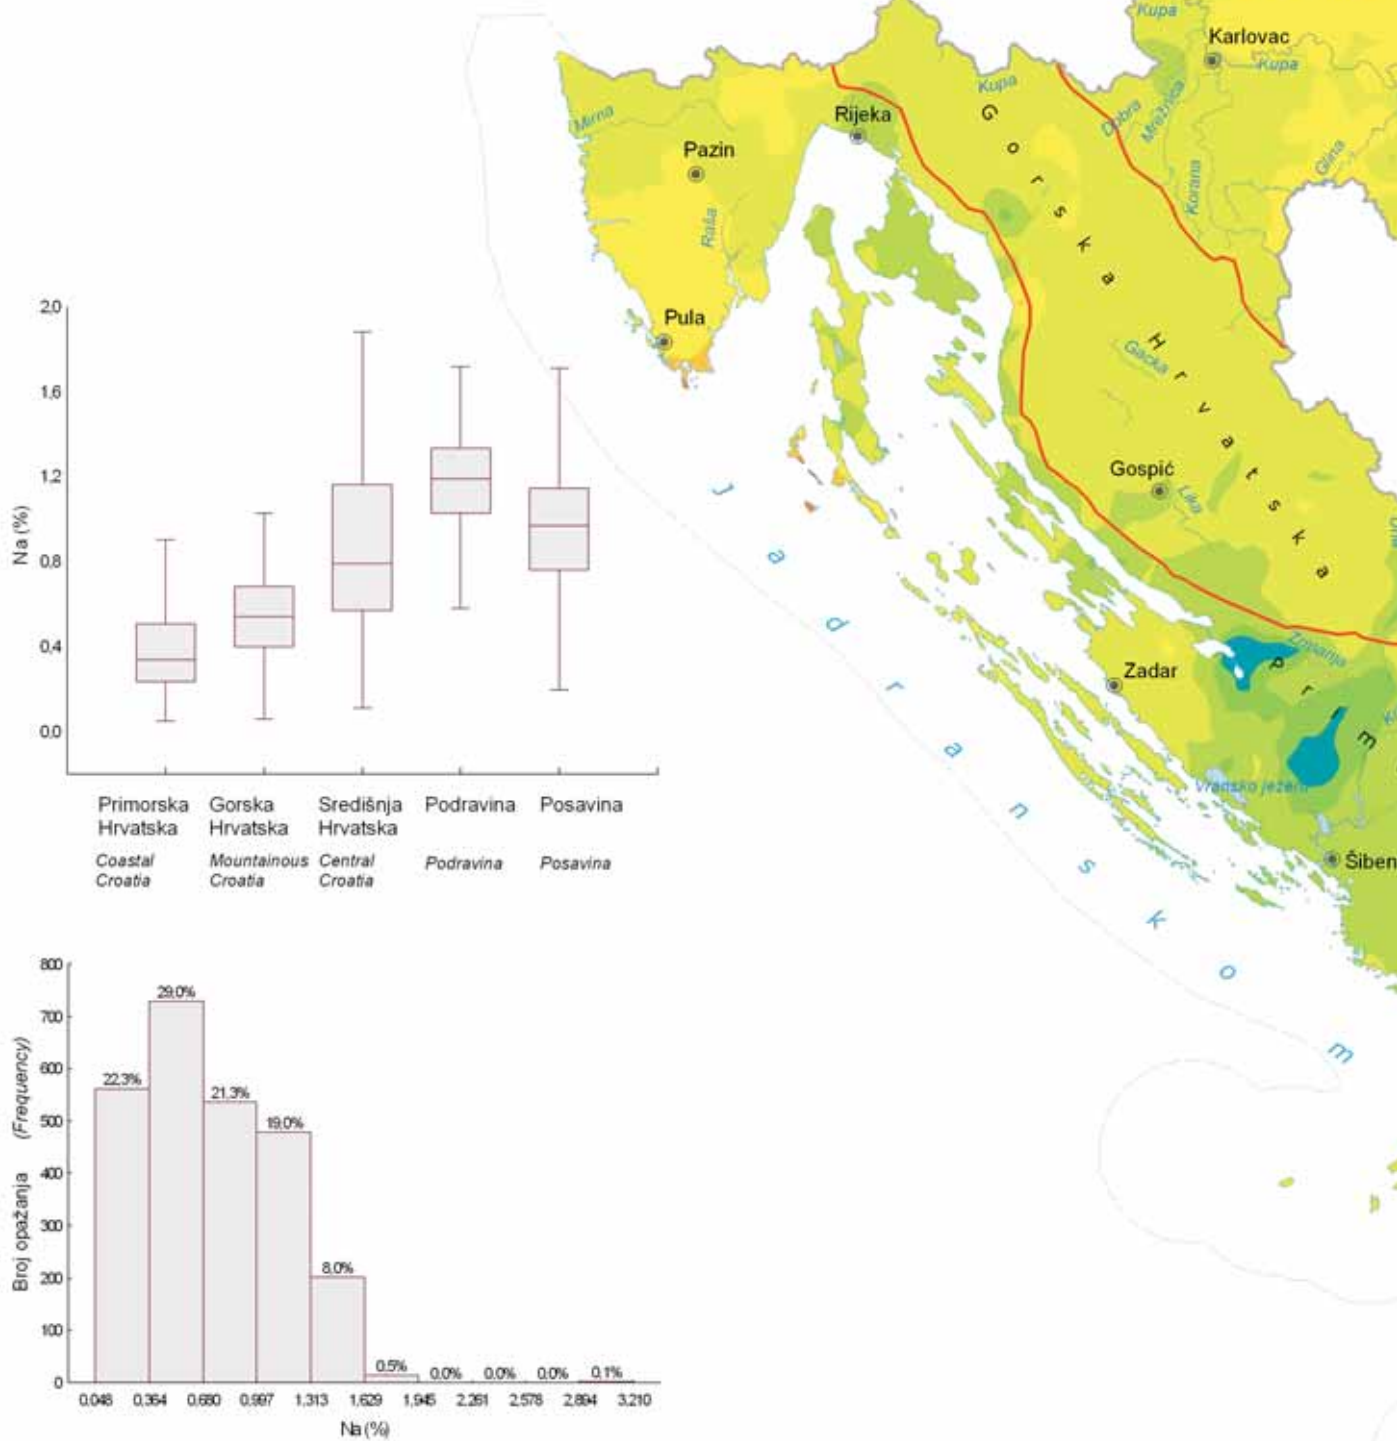 Kupa
Karlovac
Kupa
Kupa
Dobra
Mrežnica
Korana
Glina
Mirna
Rijeka
Pazin
Raša
Pula
Gorska Hrvatska
Gacka
Gospić
Lika
Zrmanja
Zadar
Prim
Vransko jezero
Šiben
Jadransko m
2.0
1.6
1.2
0.8
0.4
0.0
Na (%)
Primorska Gorska Središnja Podravina Posavina
Hrvatska Hrvatska Hrvatska
Coastal Mountainous Central Podravina Posavina
Croatia Croatia Croatia
800
700
600
500
400
300
200
100
0
Broj opažanja (Frequency)
22,3% 29,0% 21,3% 19,0% 8,0% 0,5% 0,0% 0,0% 0,0% 0,1%
0,048 0,364 0,680 0,997 1,313 1,629 1,945 2,261 2,578 2,894 3,210
Na (%)